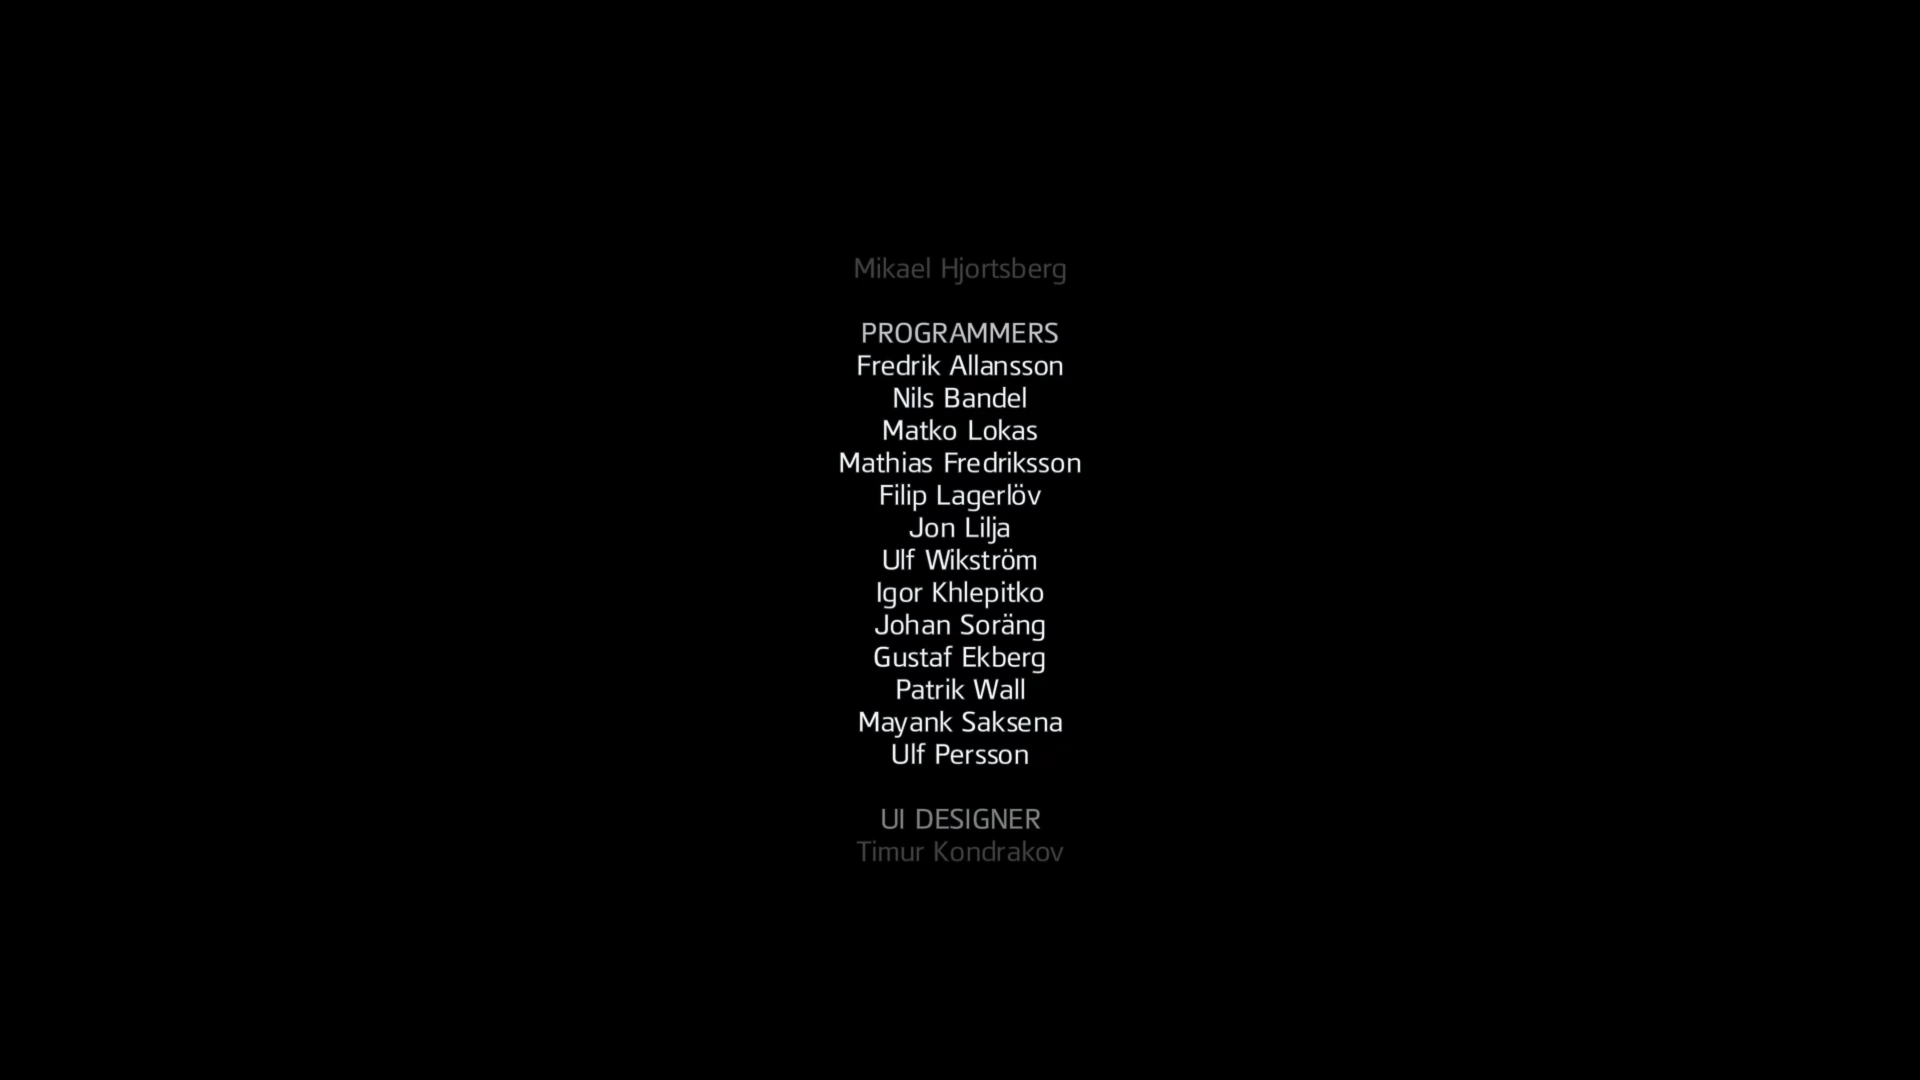 Mikael Hjortsberg
PROGRAMMERS
Fredrik Allansson
Nils Bandel
Matko Lokas
Mathias Fredriksson
Filip Lagerlöv
Jon Lilja
Ulf Wikström
Igor Khlepitko
Johan Soräng
Gustaf Ekberg
Patrik Wall
Mayank Saksena
Ulf Persson
UI DESIGNER
Timur Kondrakov